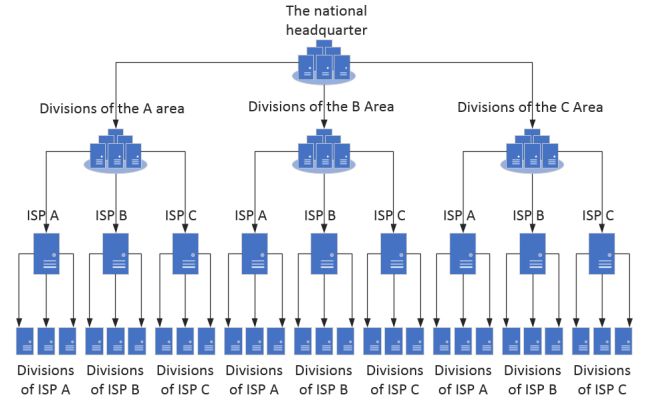 The national
headquarter
Divisions of the A area
Divisions of the B Area
Divisions of the C Area
ISP A
ISP B
ISP C
ISP A
ISP B
ISP C
ISP A
ISP B
ISP C
Divisions
of ISP A
Divisions
of ISP B
Divisions
of ISP C
Divisions
of ISP A
Divisions
of ISP B
Divisions
of ISP C
Divisions
of ISP A
Divisions
of ISP B
Divisions
of ISP C